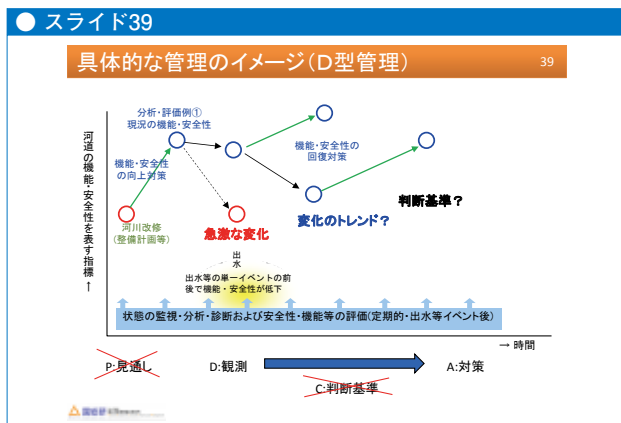 ● スライド39
具体的な管理のイメージ(D型管理)
39
分析・評価例①
現況の機能・安全性
機能・安全性
の向上対策
機能・安全性の
回復対策
河道の機能・安全性を表す指標 →
河川改修
(整備計画等)
急激な変化
変化のトレンド?
判断基準?
出水
出水等の単一イベントの前
後で機能・安全性が低下
状態の監視・分析・診断および安全性・機能等の評価(定期的・出水等イベント後)
→ 時間
P:見通し
D:観測
A:対策
C:判断基準
国総研